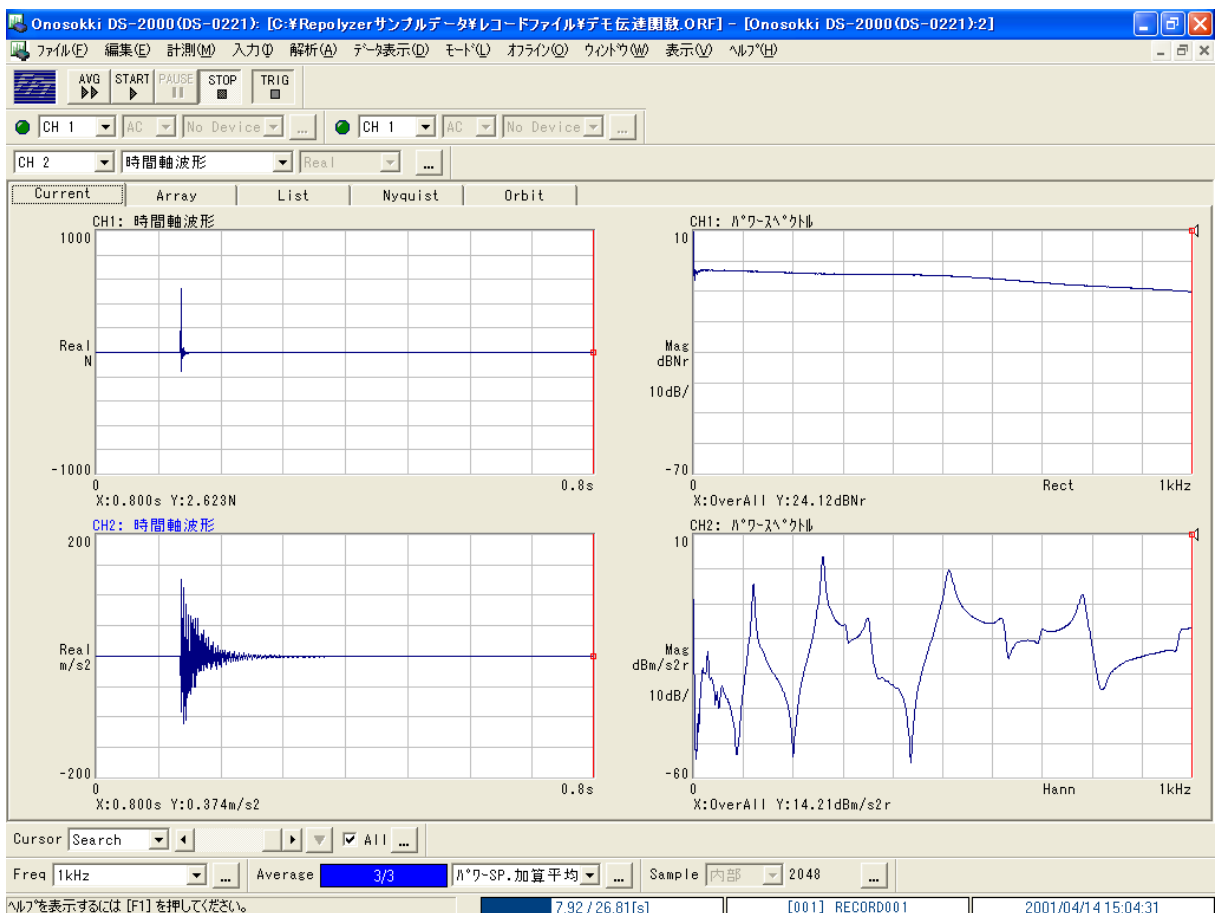 Onosokki DS-2000(DS-0221): [C:¥Repolyzerサンプルデータ¥レコードファイル¥デモ伝達関数.ORF] - [Onosokki DS-2000(DS-0221):2]
ﾌｧｲﾙ(F) 編集(E) 計測(M) 入力(I) 解析(A) ﾃﾞｰﾀ表示(D) ﾓｰﾄﾞ(L) ｵﾌﾗｲﾝ(O) ｳｨﾝﾄﾞｳ(W) 表示(V) ﾍﾙﾌﾟ(H)
AVG START PAUSE STOP TRIG
CH 1 AC No Device ... CH 1 AC No Device ...
CH 2 時間軸波形 Real ...
Current Array List Nyquist Orbit
CH1: 時間軸波形
1000
Real
N
-1000
0 0.8s
X:0.800s Y:2.623N
CH1: ﾊﾟﾜｰｽﾍﾟｸﾄﾙ
10
Mag
dBNr
10dB/
-70
0 Rect 1kHz
X:OverAll Y:24.12dBNr
CH2: 時間軸波形
200
Real
m/s2
-200
0 0.8s
X:0.800s Y:0.374m/s2
CH2: ﾊﾟﾜｰｽﾍﾟｸﾄﾙ
10
Mag
dBm/s2r
10dB/
-60
0 Hann 1kHz
X:OverAll Y:14.21dBm/s2r
Cursor Search All ...
Freq 1kHz ... Average 3/3 ﾊﾟﾜｰSP.加算平均 ... Sample 内部 2048 ...
ﾍﾙﾌﾟを表示するには [F1] を押してください。 7.92 / 26.81[s] [001] RECORD001 2001/04/14 15:04:31